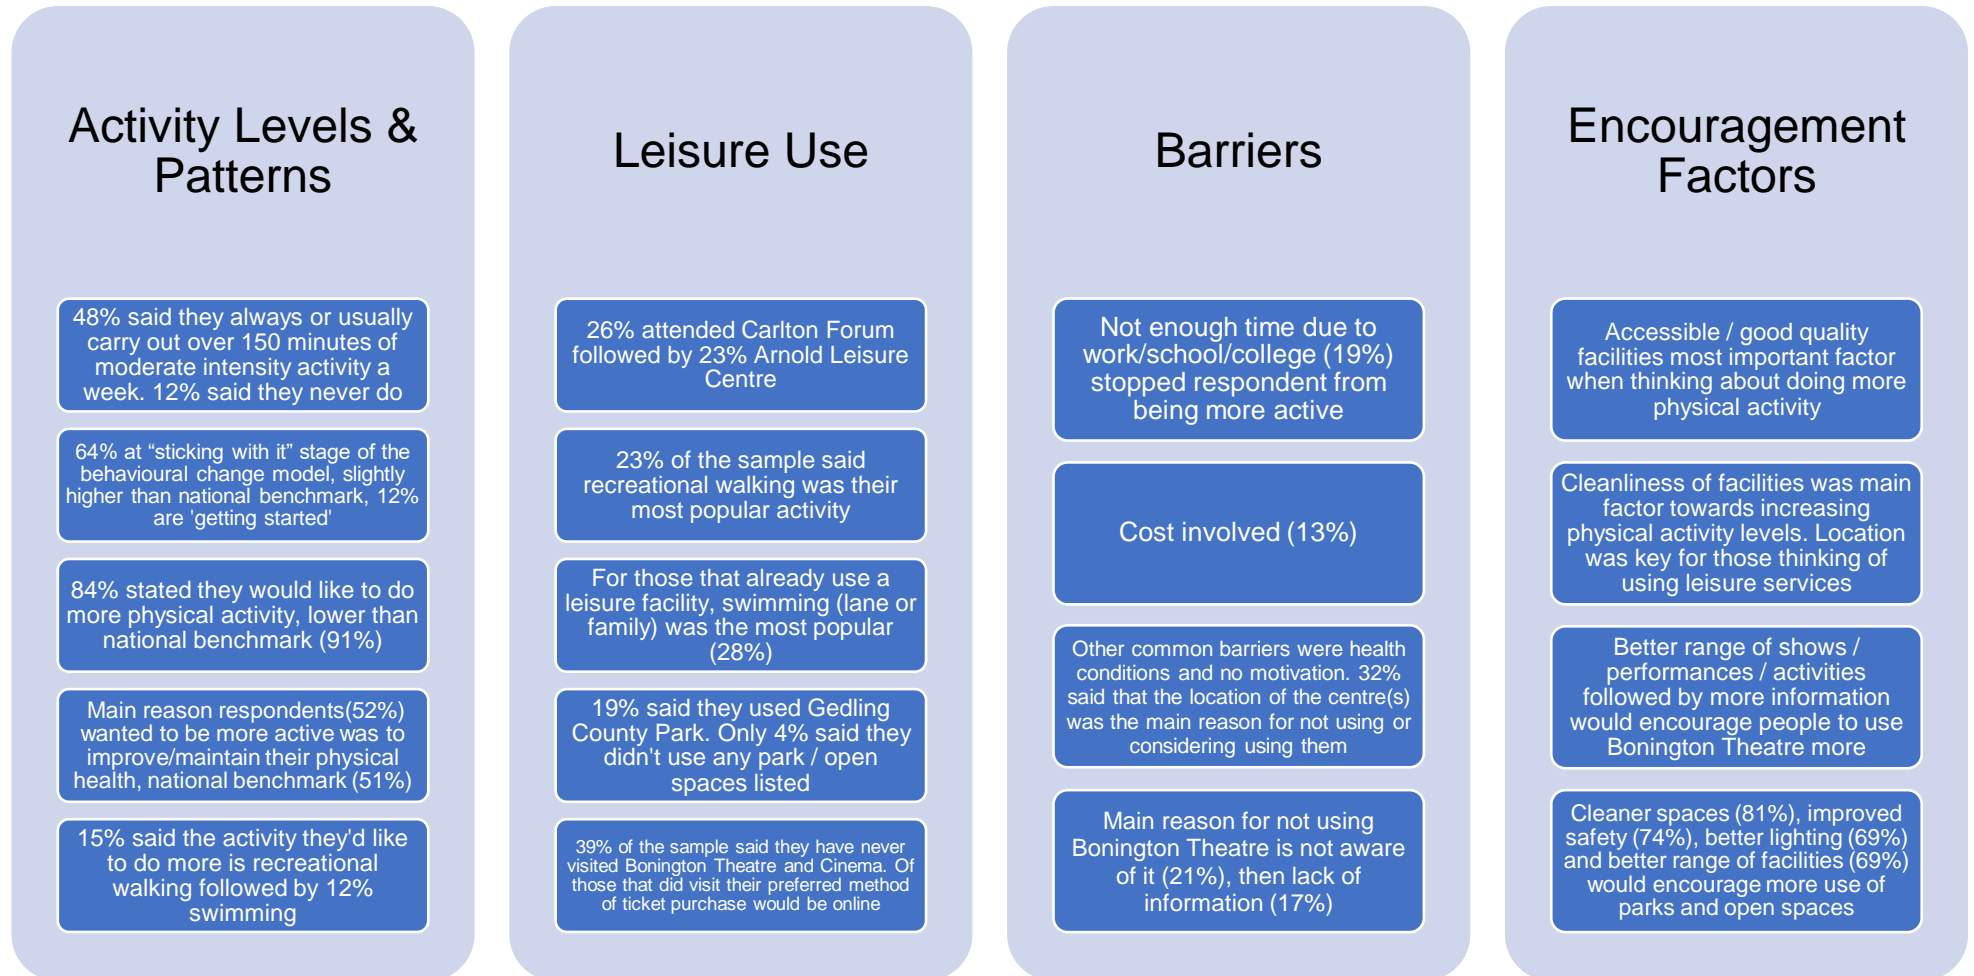 Activity Levels &
Patterns
48% said they always or usually
carry out over 150 minutes of
moderate intensity activity a
week. 12% said they never do
64% at “sticking with it” stage of the
behavioural change model, slightly
higher than national benchmark, 12%
are 'getting started'
84% stated they would like to do
more physical activity, lower than
national benchmark (91%)
Main reason respondents(52%)
wanted to be more active was to
improve/maintain their physical
health, national benchmark (51%)
15% said the activity they'd like
to do more is recreational
walking followed by 12%
swimming
Leisure Use
26% attended Carlton Forum
followed by 23% Arnold Leisure
Centre
23% of the sample said
recreational walking was their
most popular activity
For those that already use a
leisure facility, swimming (lane or
family) was the most popular
(28%)
19% said they used Gedling
County Park. Only 4% said they
didn't use any park / open
spaces listed
39% of the sample said they have never
visited Bonington Theatre and Cinema. Of
those that did visit their preferred method
of ticket purchase would be online
Barriers
Not enough time due to
work/school/college (19%)
stopped respondent from
being more active
Cost involved (13%)
Other common barriers were health
conditions and no motivation. 32%
said that the location of the centre(s)
was the main reason for not using or
considering using them
Main reason for not using
Bonington Theatre is not aware
of it (21%), then lack of
information (17%)
Encouragement
Factors
Accessible / good quality
facilities most important factor
when thinking about doing more
physical activity
Cleanliness of facilities was main
factor towards increasing
physical activity levels. Location
was key for those thinking of
using leisure services
Better range of shows /
performances / activities
followed by more information
would encourage people to use
Bonington Theatre more
Cleaner spaces (81%), improved
safety (74%), better lighting (69%)
and better range of facilities (69%)
would encourage more use of
parks and open spaces